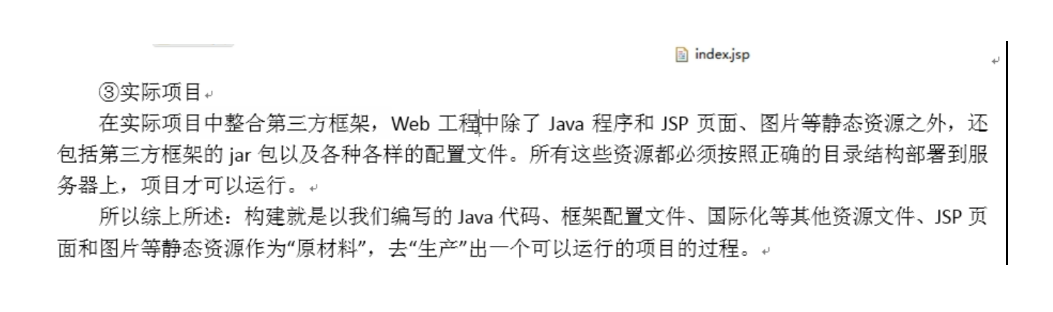 index.jsp
③实际项目
在实际项目中整合第三方框架，Web 工程中除了 Java 程序和 JSP 页面、图片等静态资源之外，还
包括第三方框架的 jar 包以及各种各样的配置文件。所有这些资源都必须按照正确的目录结构部署到服
务器上，项目才可以运行。
所以综上所述：构建就是以我们编写的 Java 代码、框架配置文件、国际化等其他资源文件、JSP 页
面和图片等静态资源作为“原材料”，去“生产”出一个可以运行的项目的过程。